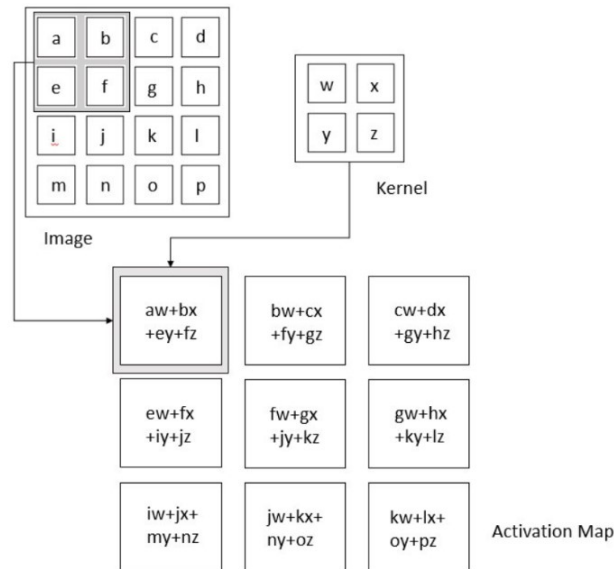 a b c d
e f g h
i j k l
m n o p
Image
w x
y z
Kernel
aw+bx
+ey+fz
bw+cx
+fy+gz
cw+dx
+gy+hz
ew+fx
+iy+jz
fw+gx
+jy+kz
gw+hx
+ky+lz
iw+jx+
my+nz
jw+kx+
ny+oz
kw+lx+
oy+pz
Activation Map